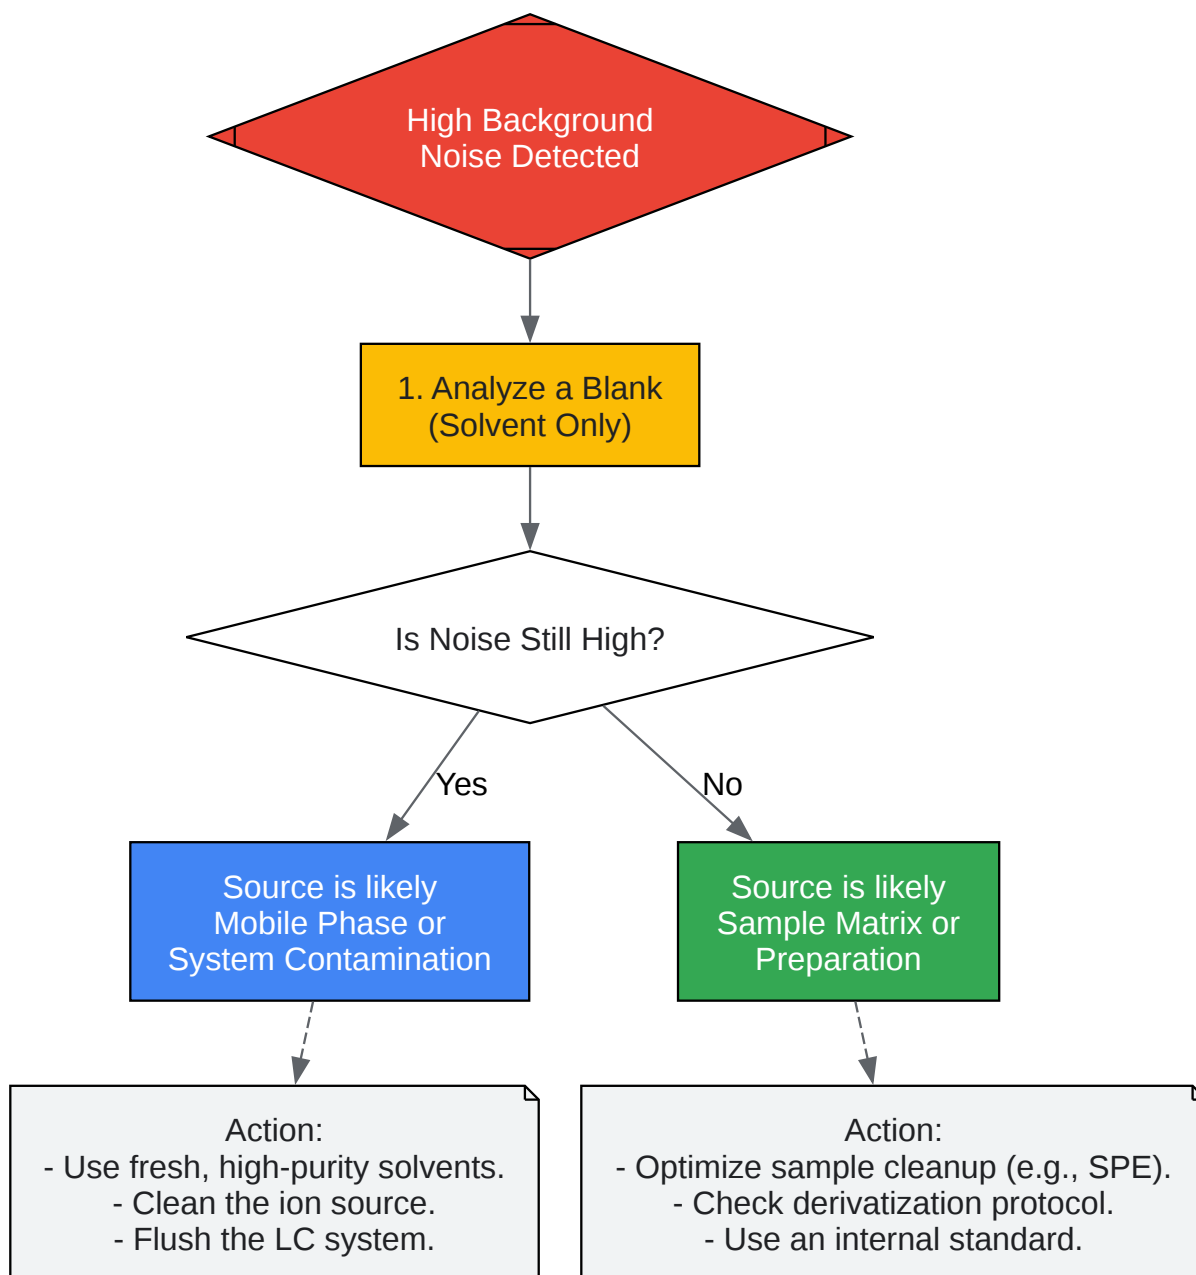 High Background
Noise Detected
1. Analyze a Blank
(Solvent Only)
Is Noise Still High?
Yes
No
Source is likely
Mobile Phase or
System Contamination
Source is likely
Sample Matrix or
Preparation
Action:
- Use fresh, high-purity solvents.
- Clean the ion source.
- Flush the LC system.
Action:
- Optimize sample cleanup (e.g., SPE).
- Check derivatization protocol.
- Use an internal standard.